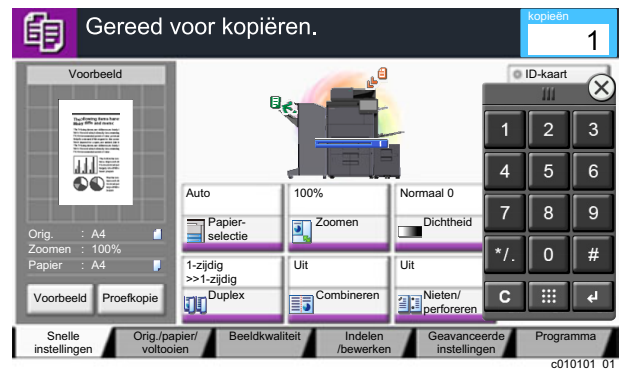 Gereed voor kopiëren.
kopieën
1
Voorbeeld
Orig. : A4
Zoomen : 100%
Papier : A4
Voorbeeld
Proefkopie
ID-kaart
Auto
Papier-
selectie
100%
Zoomen
Normaal 0
Dichtheid
1-zijdig
>>1-zijdig
Duplex
Uit
Combineren
Uit
Nieten/
perforeren
1 2 3
4 5 6
7 8 9
*/. 0 #
C
Snelle
instellingen
Orig./papier/
voltooien
Beeldkwaliteit
Indelen
/bewerken
Geavanceerde
instellingen
Programma
c010101_01